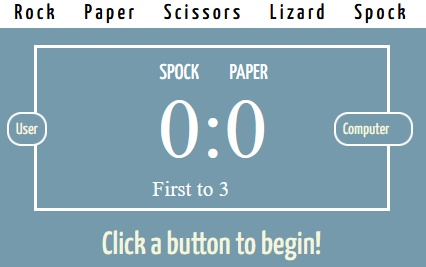 Rock Paper Scissors Lizard Spock
SPOCK PAPER
0:0
User
Computer
First to 3
Click a button to begin!